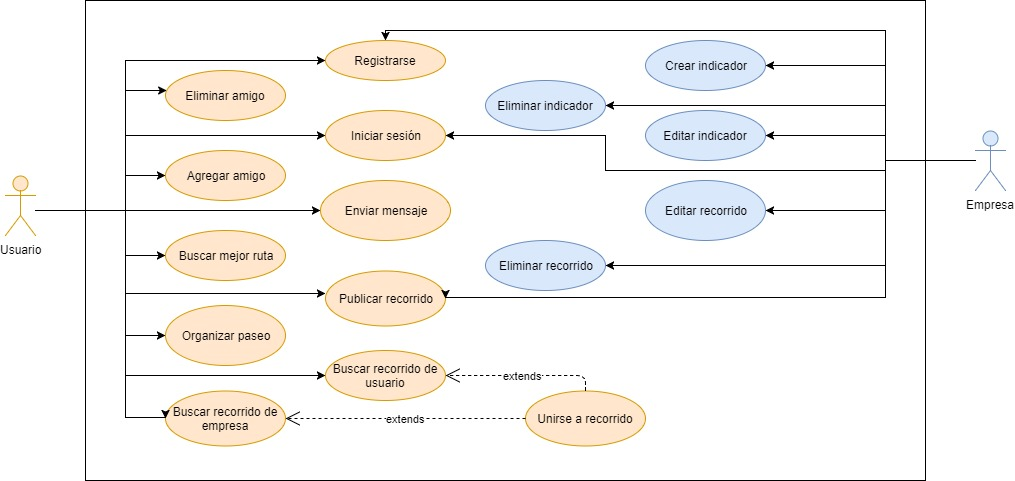 Registrarse
Crear indicador
Eliminar amigo
Eliminar indicador
Iniciar sesión
Editar indicador
Agregar amigo
Empresa
Enviar mensaje
Editar recorrido
Usuario
Buscar mejor ruta
Eliminar recorrido
Publicar recorrido
Organizar paseo
Buscar recorrido de
usuario
extends
Buscar recorrido de
empresa
extends
Unirse a recorrido